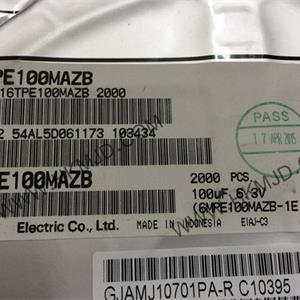 PE100MAZB
16TPE100MAZB 2000
2 54AL5D061173 103434
PASS
17 APR 2015
PE100MAZB
2000 PCS.
100uF 6.3V
(6MPE100MAZB-1E
Electric Co., Ltd. MADE IN INDONESIA EIAJ-C3
GJAMJ10701PA-R C10395